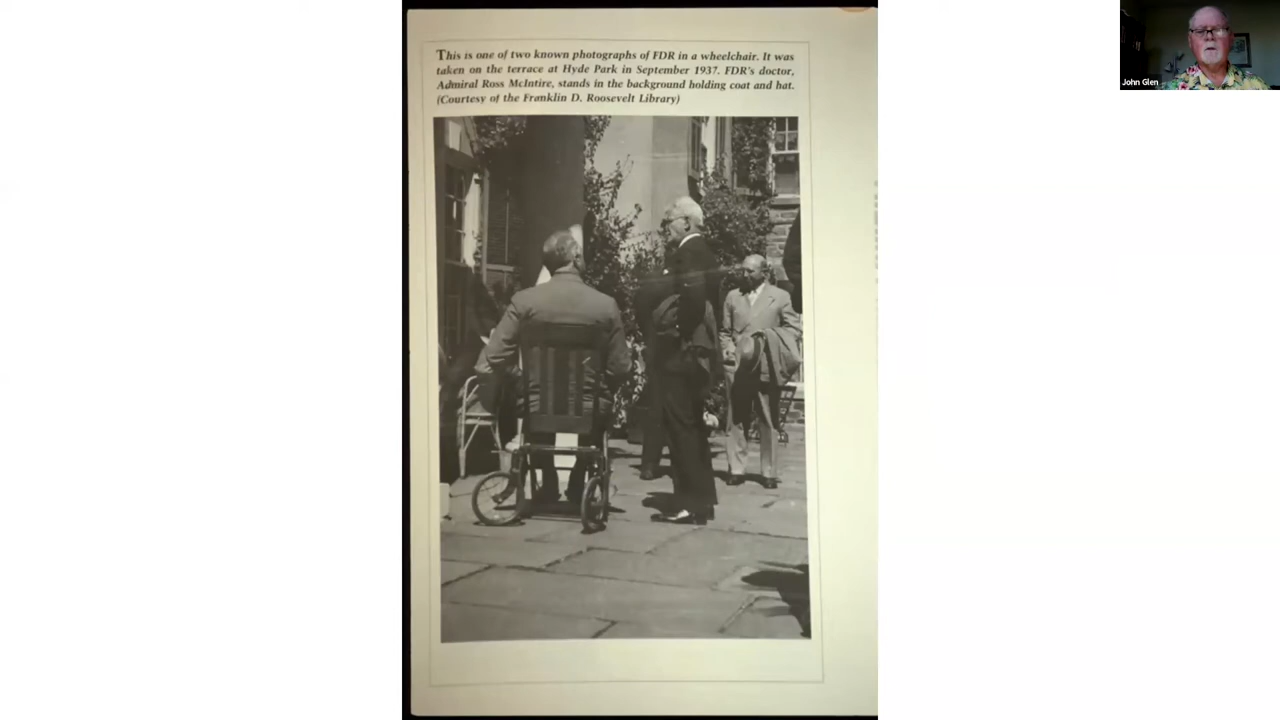 This is one of two known photographs of FDR in a wheelchair. It was
taken on the terrace at Hyde Park in September 1937. FDR's doctor,
Admiral Ross McIntire, stands in the background holding coat and hat.
(Courtesy of the Franklin D. Roosevelt Library)
John Glen